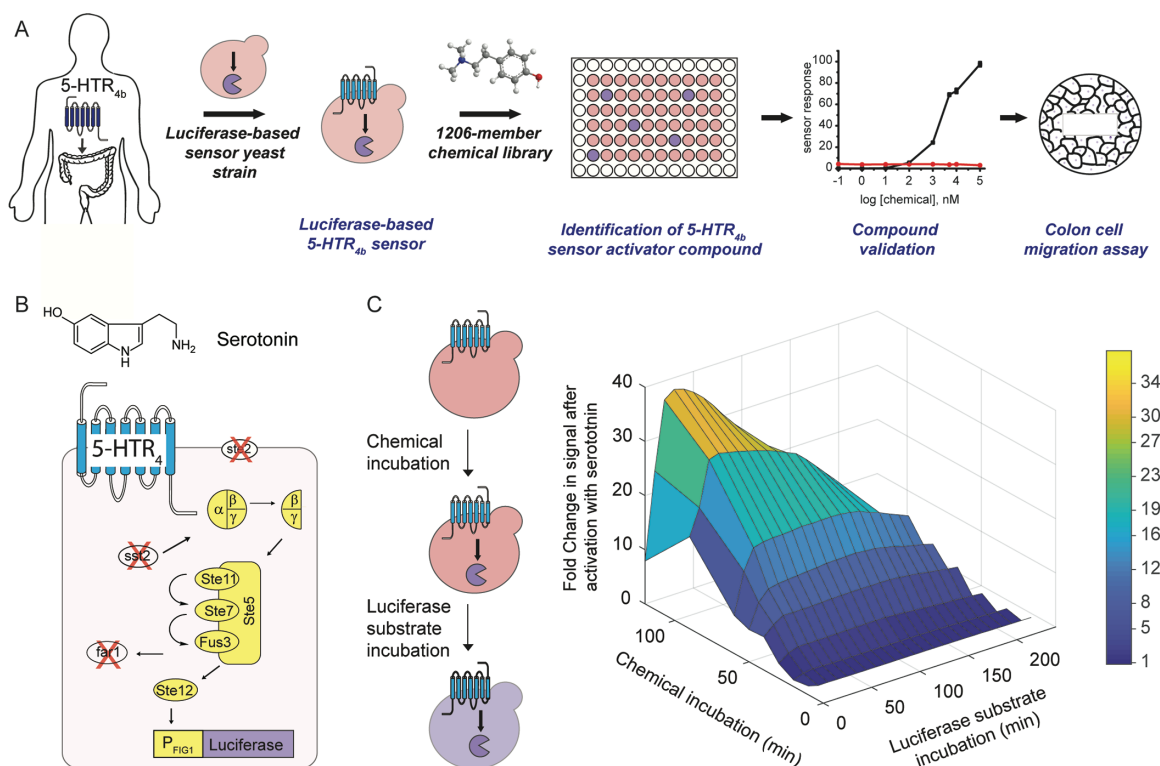 A
5-HTR4b
Luciferase-based
sensor yeast
strain
Luciferase-based
5-HTR4b sensor
1206-member
chemical library
Identification of 5-HTR4b
sensor activator compound
sensor response
100
80
60
40
20
0
-1 0 1 2 3 4 5
log [chemical], nM
Compound
validation
Colon cell
migration assay
B
HO
N
H
NH2
Serotonin
5-HTR4
ste2
α β γ
β γ
sst2
Ste11
Ste7
Fus3
Ste5
far1
Ste12
PFIG1 Luciferase
C
Chemical
incubation
Luciferase
substrate
incubation
Fold Change in signal after
activation with serototnin
40
30
20
10
0
100
50
0
Chemical incubation (min)
0
50
100
150
200
Luciferase substrate
incubation (min)
34
30
27
23
19
16
12
8
5
1